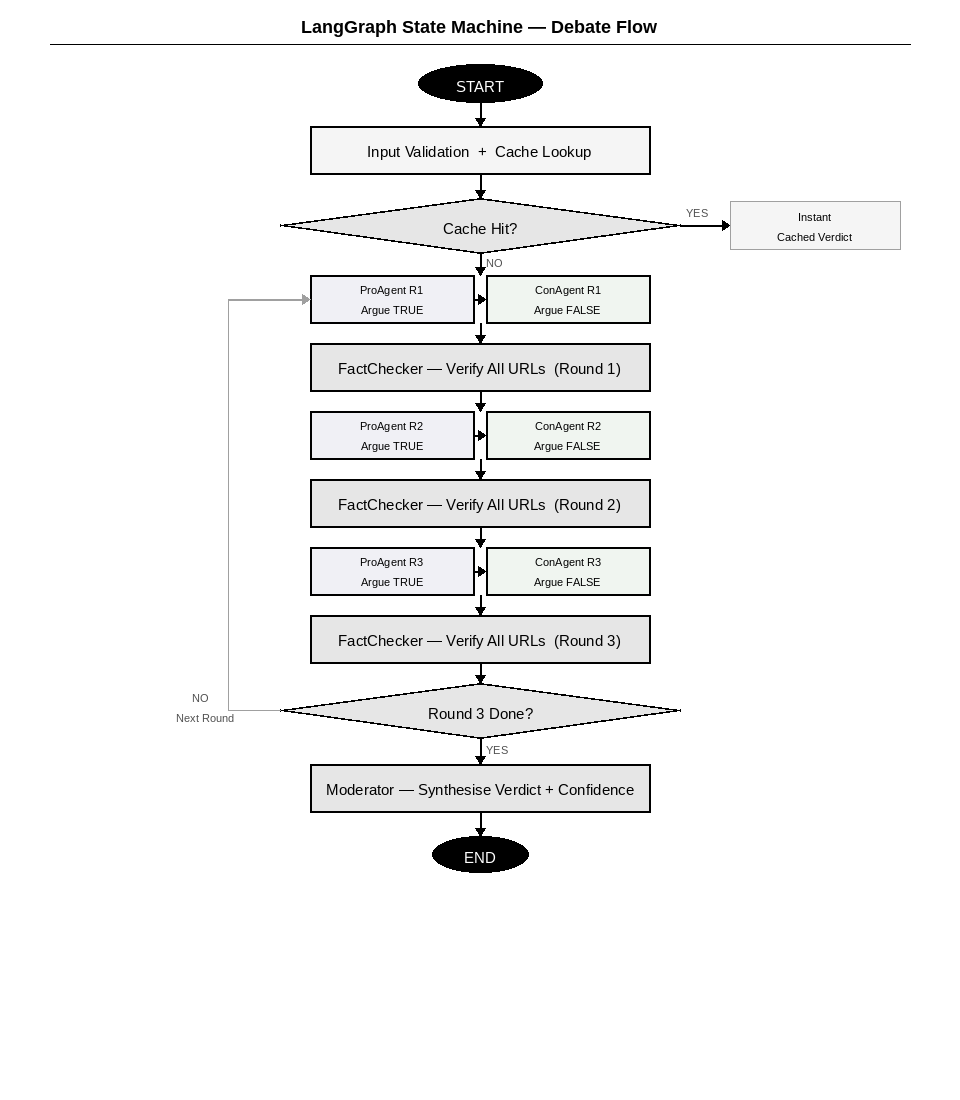 LangGraph State Machine — Debate Flow
START
Input Validation + Cache Lookup
Cache Hit?
YES
Instant
Cached Verdict
NO
ProAgent R1
Argue TRUE
ConAgent R1
Argue FALSE
FactChecker — Verify All URLs (Round 1)
ProAgent R2
Argue TRUE
ConAgent R2
Argue FALSE
FactChecker — Verify All URLs (Round 2)
ProAgent R3
Argue TRUE
ConAgent R3
Argue FALSE
FactChecker — Verify All URLs (Round 3)
NO
Next Round
Round 3 Done?
YES
Moderator — Synthesise Verdict + Confidence
END